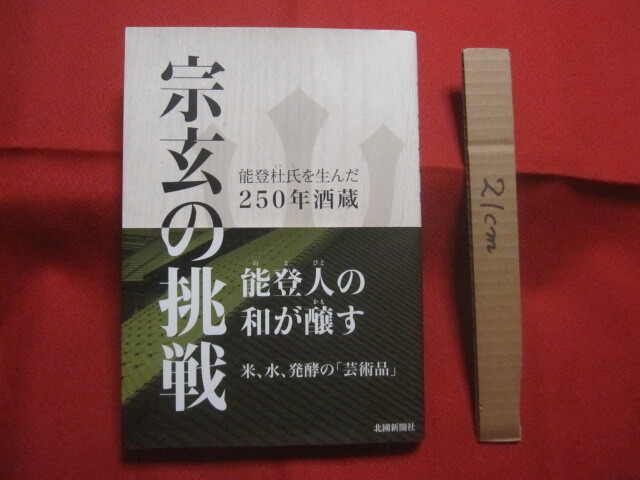 宗玄の挑戦
能登杜氏を生んだ
250年酒蔵
能登人の
和が醸す
米、水、発酵の「芸術品」
北國新聞社
21cm